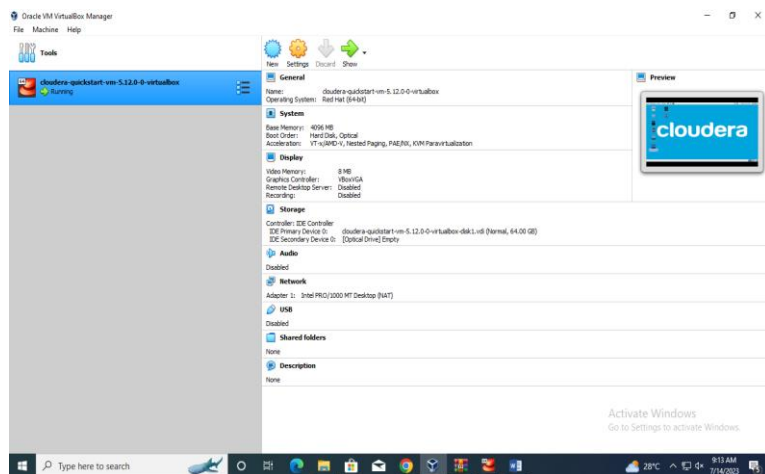 Oracle VM VirtualBox Manager
File Machine Help
Tools
New Settings Discard Show
cloudera-quickstart-vm-5.12.0-0-virtualbox
Running
General
Name: cloudera-quickstart-vm-5.12.0-0-virtualbox
Operating System: Red Hat (64-bit)
System
Base Memory: 4096 MB
Boot Order: Hard Disk, Optical
Acceleration: VT-x/AMD-V, Nested Paging, PAE/NX, KVM Paravirtualization
Display
Video Memory: 8 MB
Graphics Controller: VBoxVGA
Remote Desktop Server: Disabled
Recording: Disabled
Storage
Controller: IDE Controller
IDE Primary Device 0: cloudera-quickstart-vm-5.12.0-0-virtualbox-disk1.vdi (Normal, 64.00 GB)
IDE Secondary Device 0: [Optical Drive] Empty
Audio
Disabled
Network
Adapter 1: Intel PRO/1000 MT Desktop (NAT)
USB
Disabled
Shared folders
None
Description
None
Preview
cloudera
Activate Windows
Go to Settings to activate Windows.
Type here to search
28°C
9:13 AM
7/14/2023